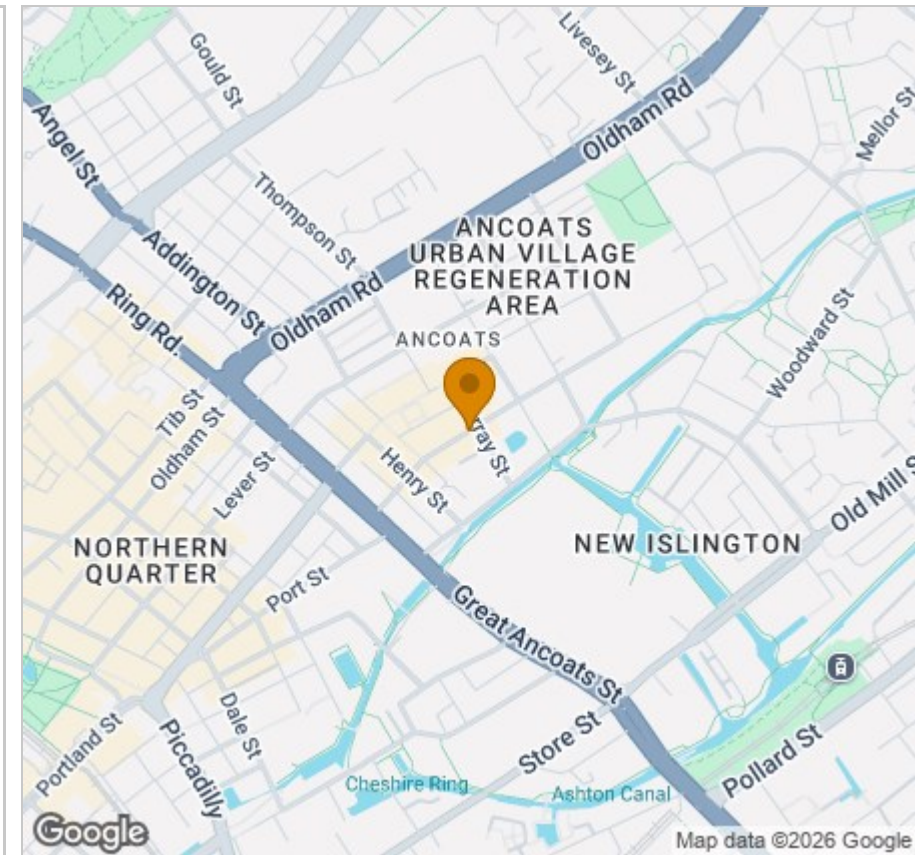 Gould St
Livesey St
Oldham Rd
Mellor St
Angel St
Thompson St
ANCOATS
URBAN VILLAGE
REGENERATION
AREA
Addington St
Oldham Rd
Ring Rd.
ANCOATS
Woodward St
Tib St
Oldham St
Lever St
Henry St
Old Mill S
NORTHERN
QUARTER
NEW ISLINGTON
Port St
Great Ancoats St
Dale St
Portland St
Piccadilly
Store St
Pollard St
Cheshire Ring
Ashton Canal
Google
Map data ©2026 Google